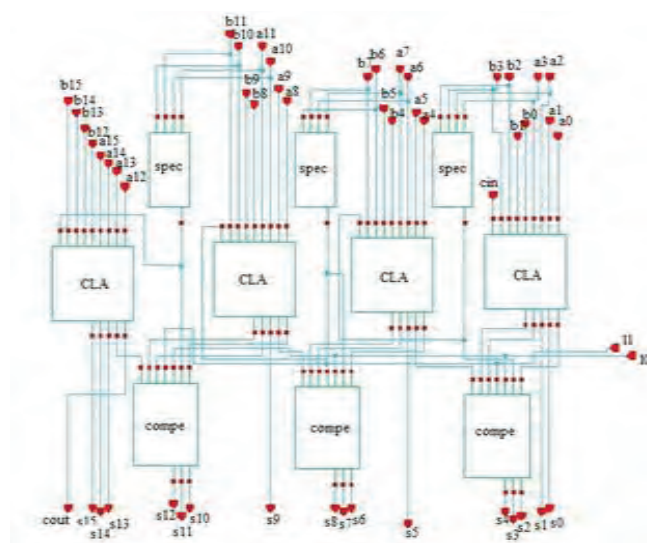 b11
b10 a11
a10
b7 b6 a7
a6
b3 b2 a3 a2
b15
b14
b13
b12
a15
a14
a13
a12
b9
b8
a9
a8
b5
b4
a5
a4
b1
b0
a1
a0
cin
spec
spec
spec
CLA
CLA
CLA
CLA
compe
compe
compe
cout
s15
s14
s13
s12
s11
s10
s9
s8
s7
s6
s5
s4
s3
s2
s1
s0